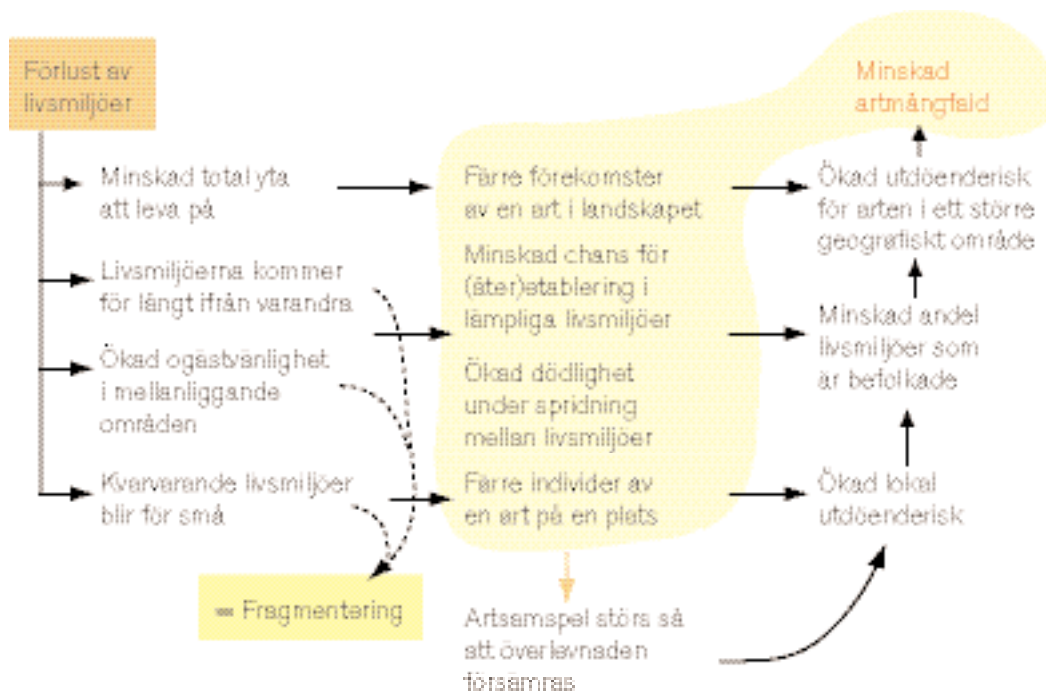 Förlust av
livsmiljöer
Minskad
artmångfald
Minskad total yta
att leva på
Färre förekomster
av en art i landskapet
Ökad utdöenderisk
för arten i ett större
geografiskt område
Livsmiljöerna kommer
för långt ifrån varandra
Minskad chans för
(åter)etablering i
lämpliga livsmiljöer
Minskad andel
livsmiljöer som
är befolkade
Ökad ogästvänlighet
i mellanliggande
områden
Ökad dödlighet
under spridning
mellan livsmiljöer
Kvarvarande livsmiljöer
blir för små
Färre individer av
en art på en plats
Ökad lokal
utdöenderisk
= Fragmentering
Artsamspel störs så
att överlevnaden
försämras